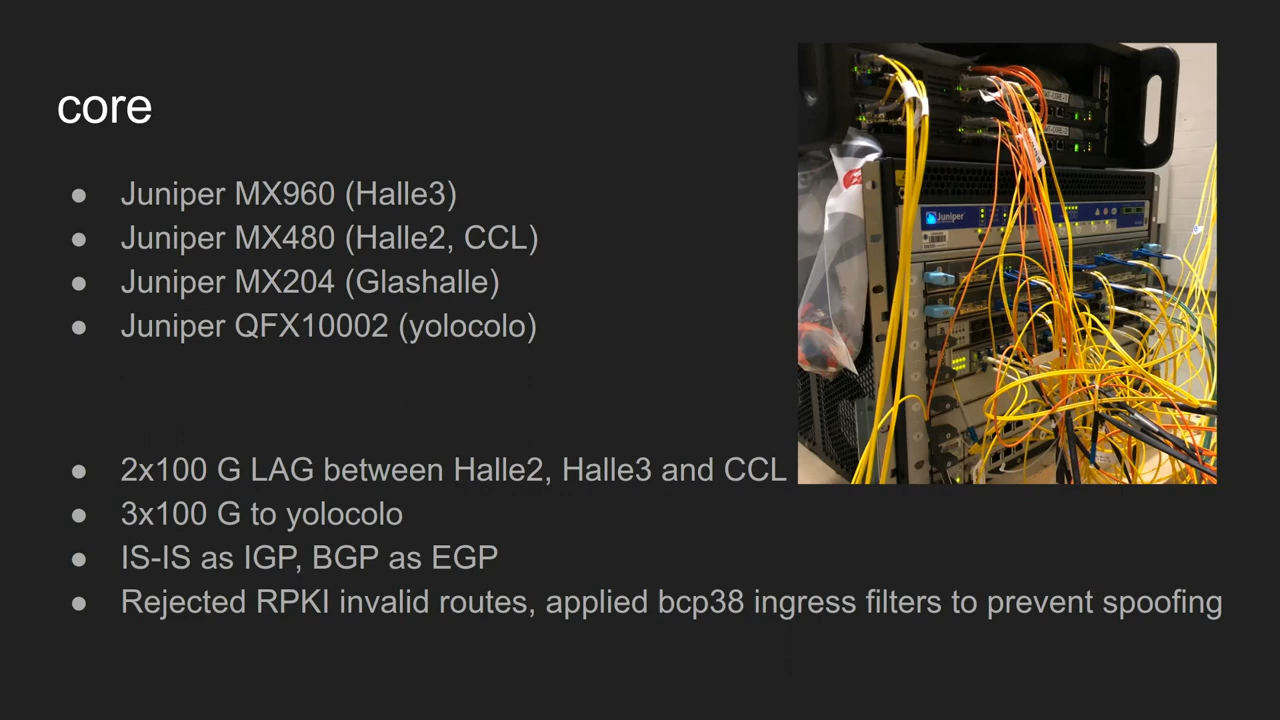 core
Juniper MX960 (Halle3)
Juniper MX480 (Halle2, CCL)
Juniper MX204 (Glashalle)
Juniper QFX10002 (yolocolo)
2x100 G LAG between Halle2, Halle3 and CCL
3x100 G to yolocolo
IS-IS as IGP, BGP as EGP
Rejected RPKI invalid routes, applied bcp38 ingress filters to prevent spoofing
Juniper